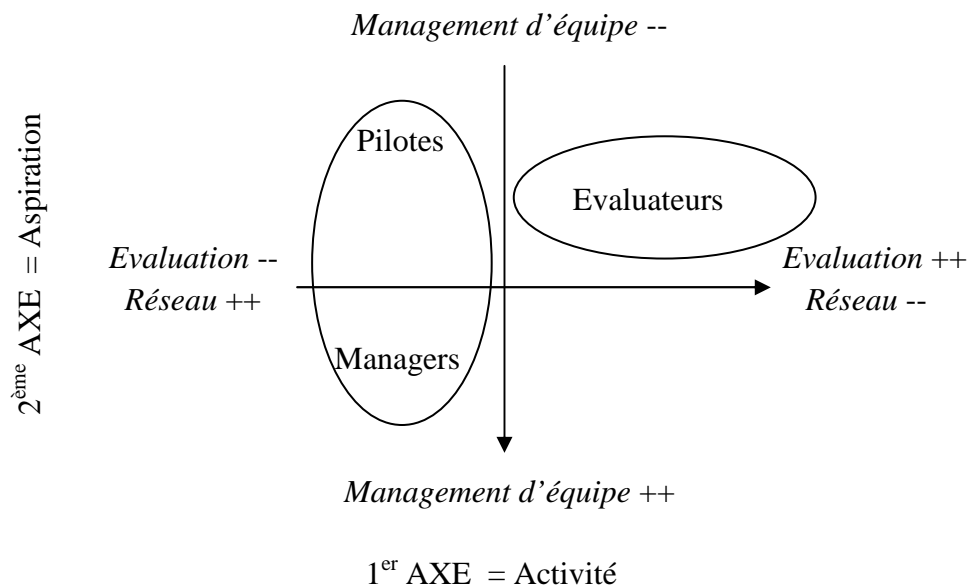 Management d’équipe --
2ème AXE = Aspiration
Pilotes
Evaluateurs
Evaluation --
Réseau ++
Evaluation ++
Réseau --
Managers
Management d’équipe ++
1er AXE = Activité